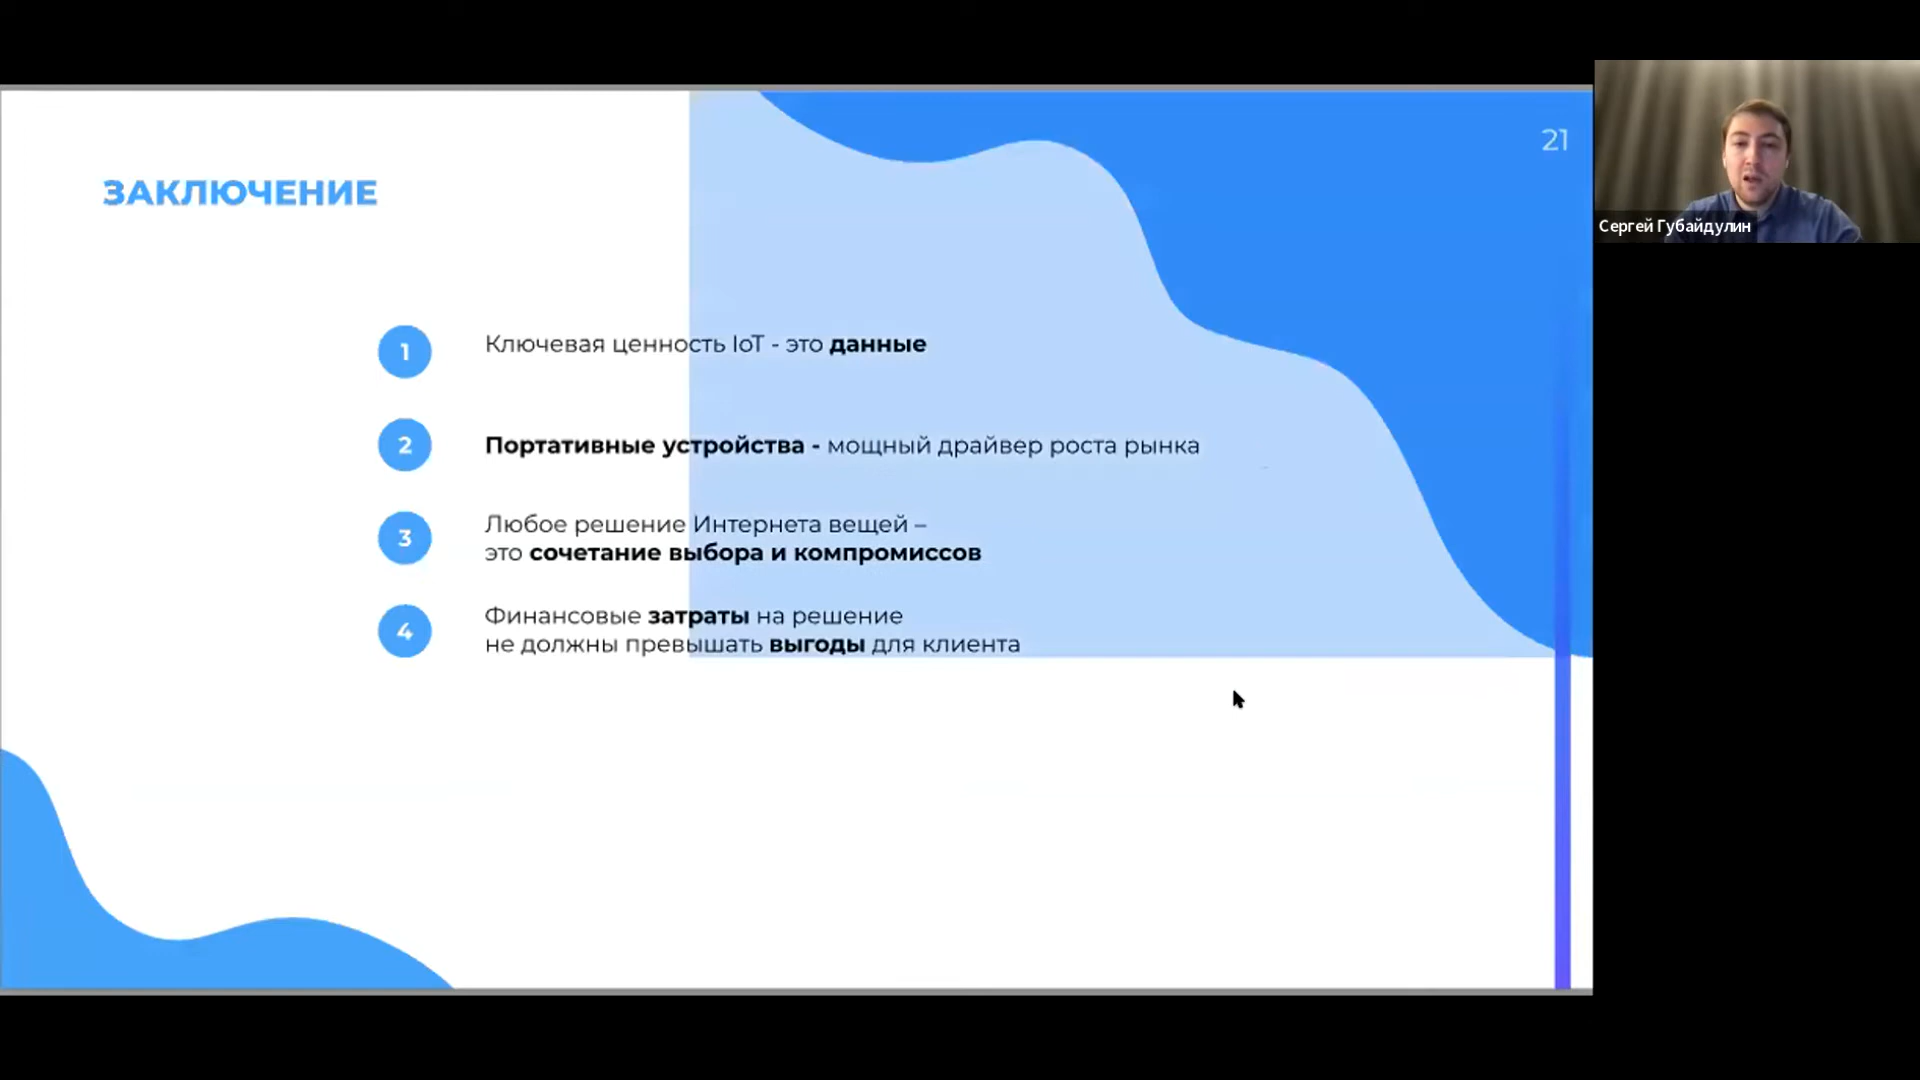 21
ЗАКЛЮЧЕНИЕ
1
Ключевая ценность IoT - это данные
2
Портативные устройства - мощный драйвер роста рынка
3
Любое решение Интернета вещей –
это сочетание выбора и компромиссов
4
Финансовые затраты на решение
не должны превышать выгоды для клиента
Сергей Губайдулин